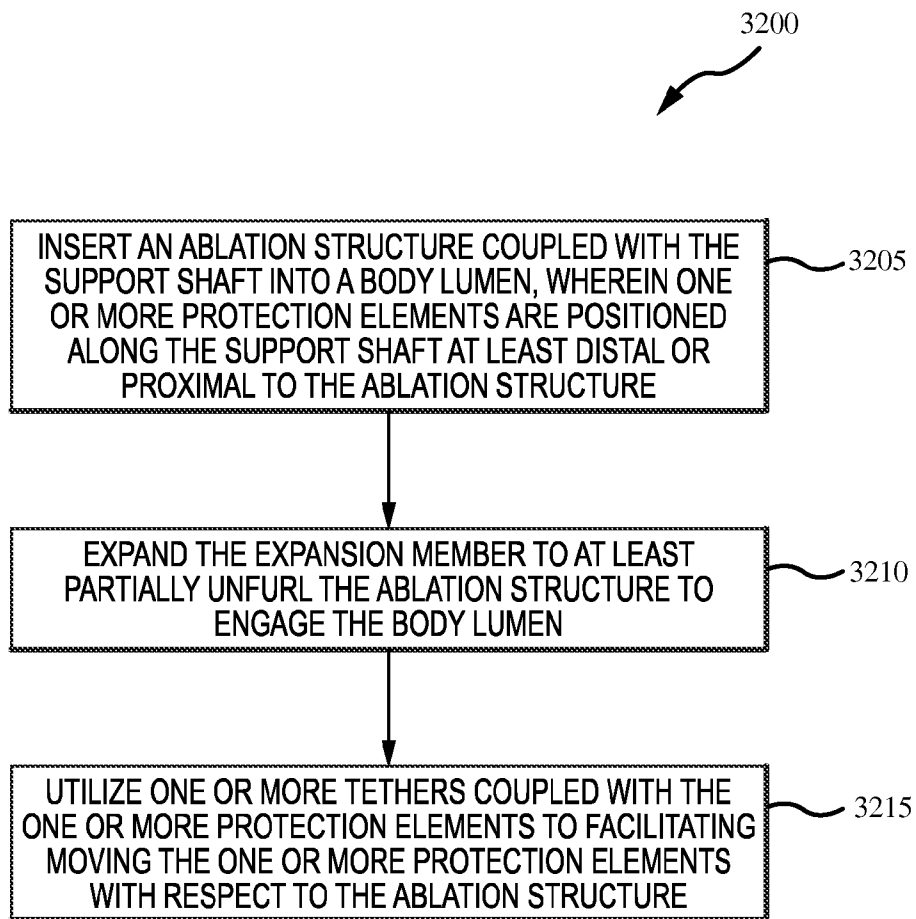 3200
INSERT AN ABLATION STRUCTURE COUPLED WITH THE
SUPPORT SHAFT INTO A BODY LUMEN, WHEREIN ONE
OR MORE PROTECTION ELEMENTS ARE POSITIONED
ALONG THE SUPPORT SHAFT AT LEAST DISTAL OR
PROXIMAL TO THE ABLATION STRUCTURE
3205
EXPAND THE EXPANSION MEMBER TO AT LEAST
PARTIALLY UNFURL THE ABLATION STRUCTURE TO
ENGAGE THE BODY LUMEN
3210
UTILIZE ONE OR MORE TETHERS COUPLED WITH THE
ONE OR MORE PROTECTION ELEMENTS TO FACILITATING
MOVING THE ONE OR MORE PROTECTION ELEMENTS
WITH RESPECT TO THE ABLATION STRUCTURE
3215